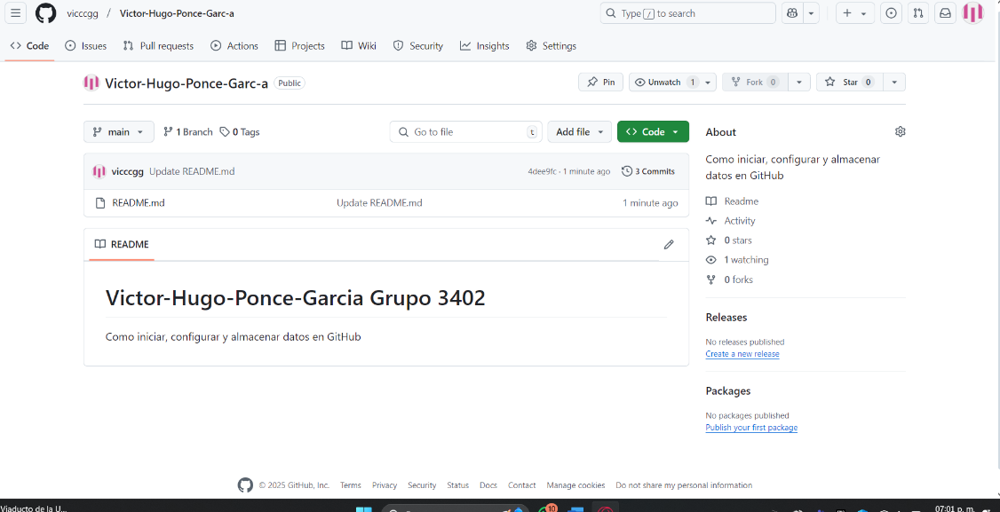 vicccgg / Victor-Hugo-Ponce-Garc-a Type / to search
Code Issues Pull requests Actions Projects Wiki Security Insights Settings
Victor-Hugo-Ponce-Garc-a Public Pin Unwatch 1 Fork 0 Star 0
main 1 Branch 0 Tags Go to file t Add file Code
vicccgg Update README.md 4dee9fc · 1 minute ago 3 Commits
README.md Update README.md 1 minute ago
README
Victor-Hugo-Ponce-Garcia Grupo 3402
Como iniciar, configurar y almacenar datos en GitHub
About
Como iniciar, configurar y almacenar
datos en GitHub
Readme
Activity
0 stars
1 watching
0 forks
Releases
No releases published
Create a new release
Packages
No packages published
Publish your first package
© 2025 GitHub, Inc. Terms Privacy Security Status Docs Contact Manage cookies Do not share my personal information
Viaducto de la U... 10 07:01 p. m.